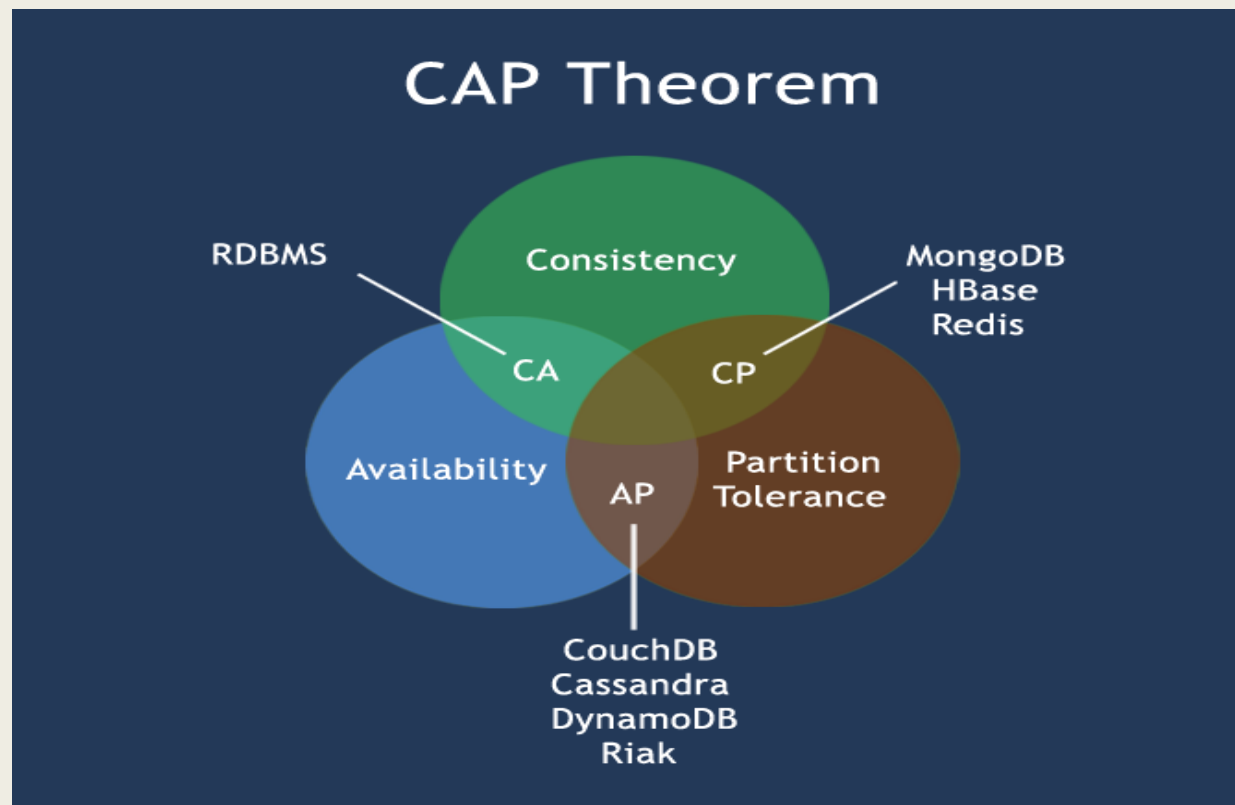 CAP Theorem
RDBMS
Consistency
MongoDB
HBase
Redis
CA
CP
Availability
Partition
Tolerance
AP
CouchDB
Cassandra
DynamoDB
Riak